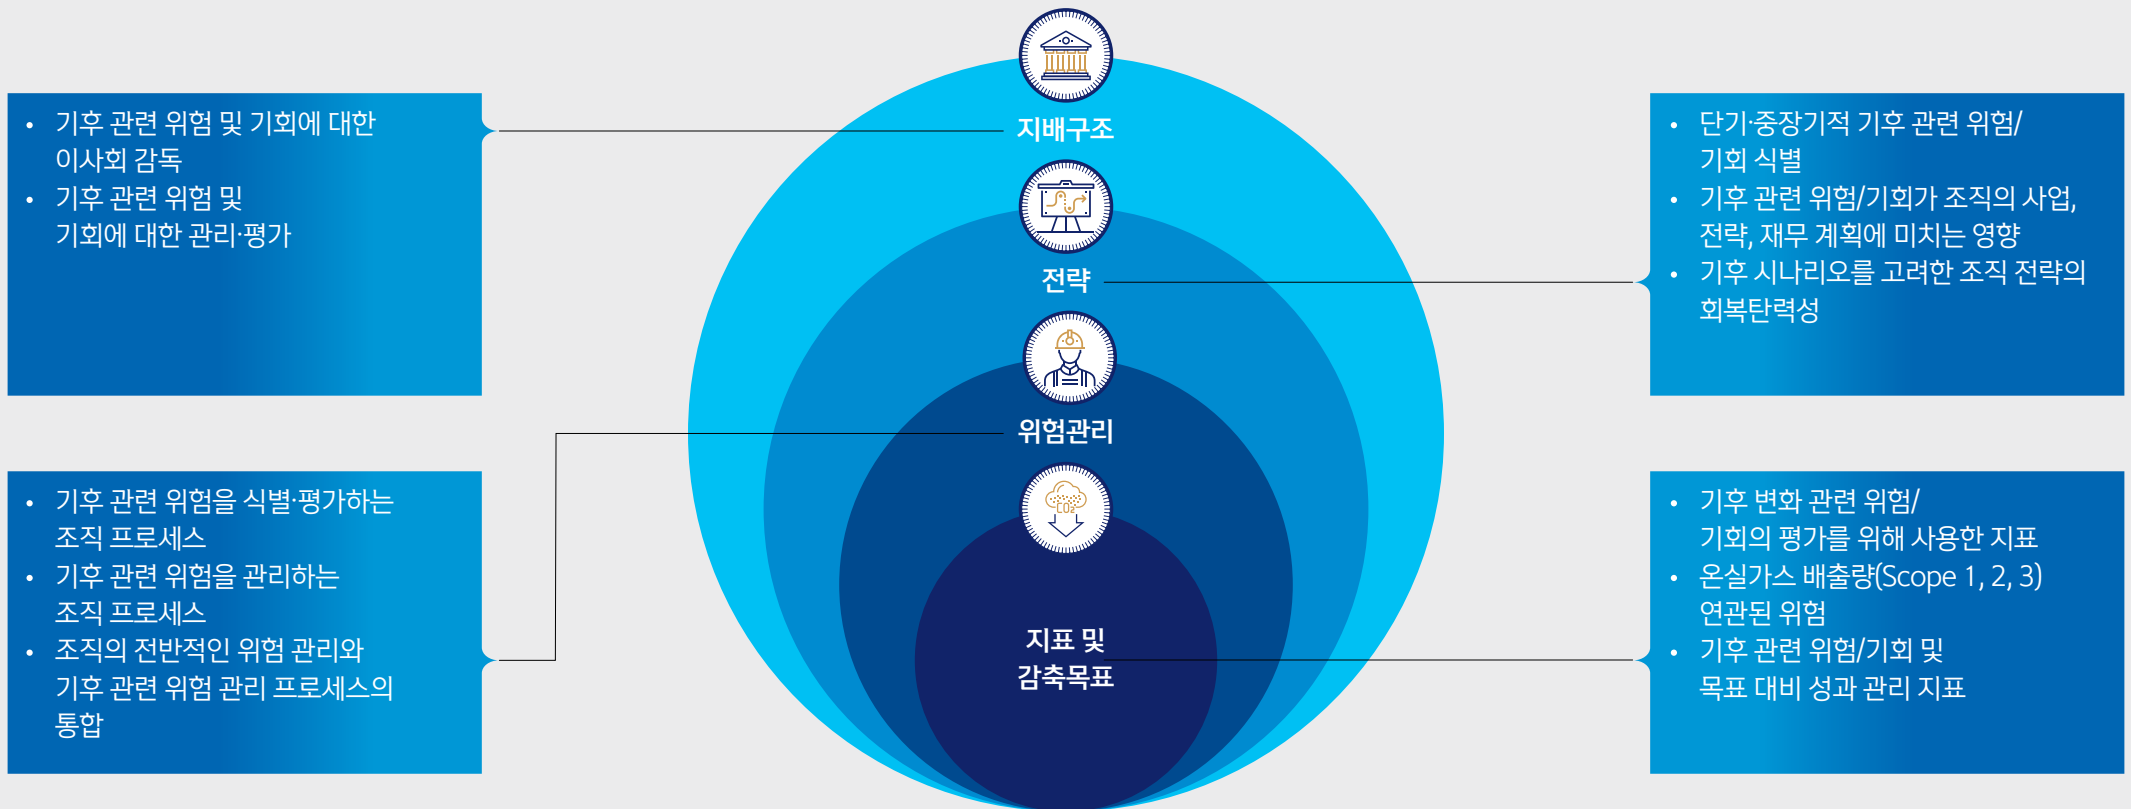 • 기후 관련 위험 및 기회에 대한
이사회 감독
• 기후 관련 위험 및
기회에 대한 관리·평가
지배구조
전략
위험관리
CO2
지표 및
감축목표
• 단기·중장기적 기후 관련 위험/
기회 식별
• 기후 관련 위험/기회가 조직의 사업,
전략, 재무 계획에 미치는 영향
• 기후 시나리오를 고려한 조직 전략의
회복탄력성
• 기후 관련 위험을 식별·평가하는
조직 프로세스
• 기후 관련 위험을 관리하는
조직 프로세스
• 조직의 전반적인 위험 관리와
기후 관련 위험 관리 프로세스의
통합
• 기후 변화 관련 위험/
기회의 평가를 위해 사용한 지표
• 온실가스 배출량(Scope 1, 2, 3)
연관된 위험
• 기후 관련 위험/기회 및
목표 대비 성과 관리 지표